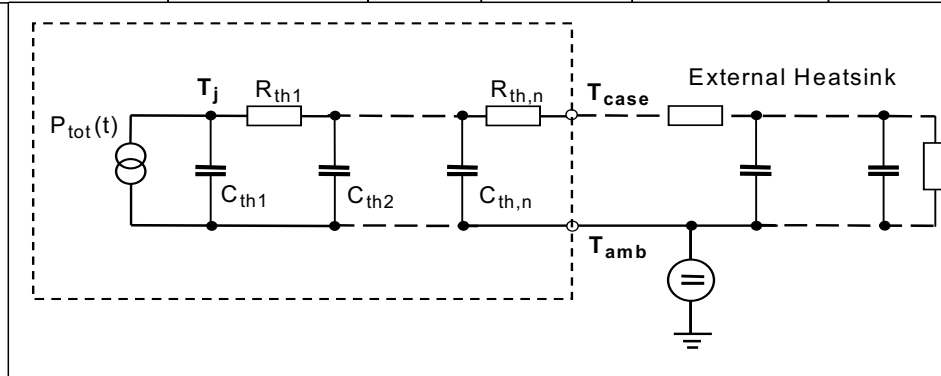 T_j R_th1 R_th,n T_case External Heatsink
P_tot(t)
C_th1 C_th2 C_th,n
T_amb